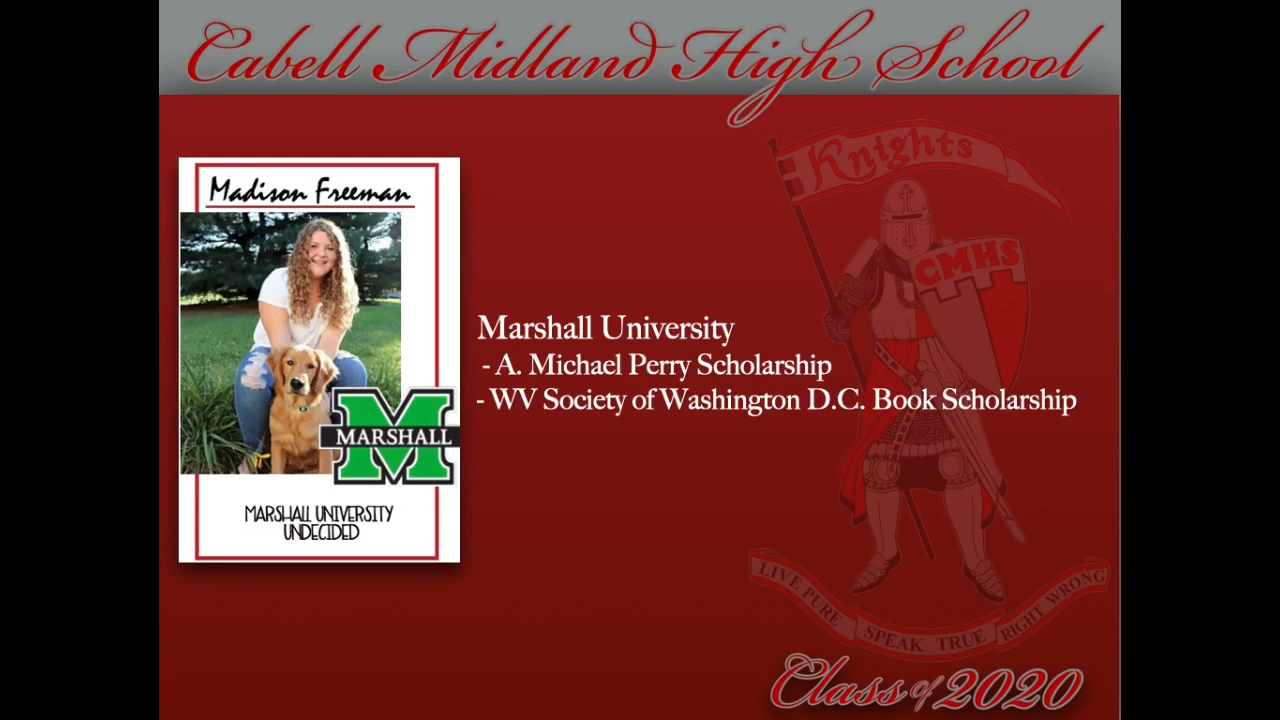 Cabell Midland High School
Knights
CMHS
Madison Freeman
MARSHALL
MARSHALL UNIVERSITY
UNDECIDED
Marshall University
- A. Michael Perry Scholarship
- WV Society of Washington D.C. Book Scholarship
LIVE PURE SPEAK TRUE RIGHT WRONG
Class of 2020